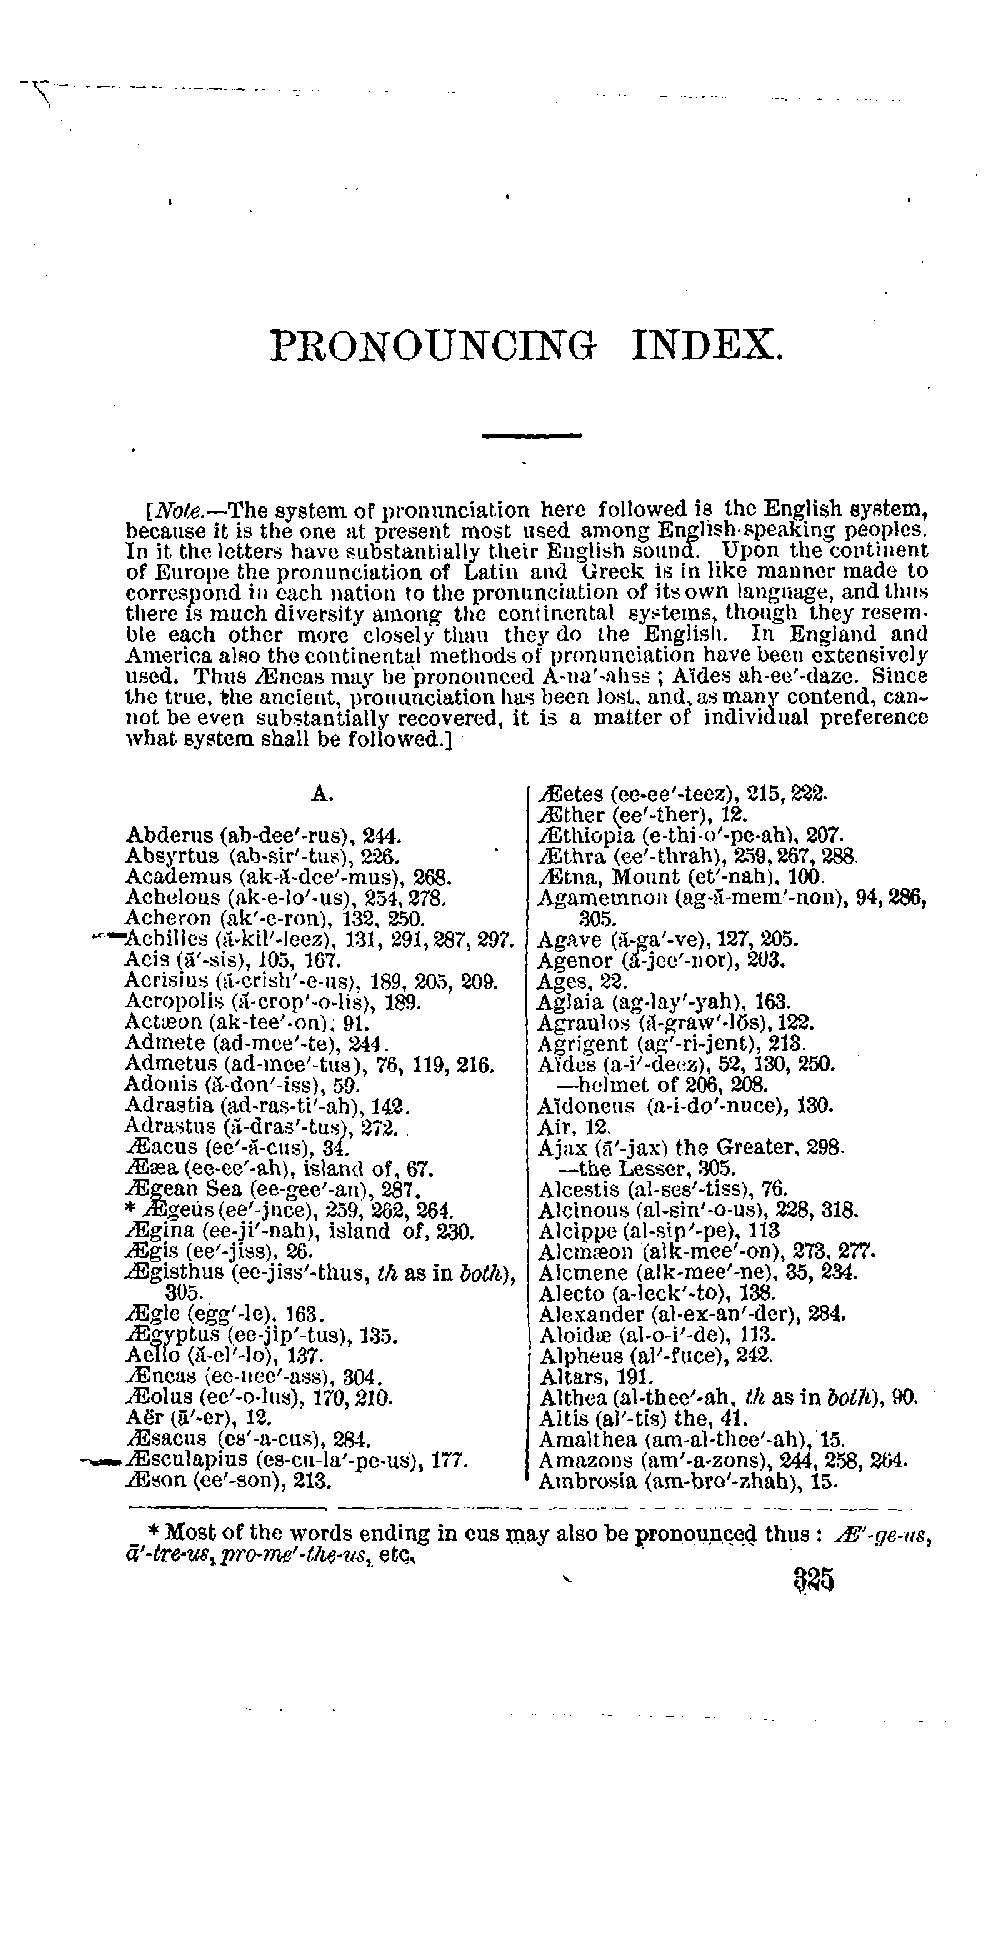 PRONOUNCING INDEX.
[Note.—The system of pronunciation here followed is the English system,
because it is the one at present most used among English-speaking peoples.
In it the letters have substantially their English sound. Upon the continent
of Europe the pronunciation of Latin and Greek is in like manner made to
correspond in each nation to the pronunciation of its own language, and thus
there is much diversity among the continental systems, though they resem-
ble each other more closely than they do the English. In England and
America also the continental methods of pronunciation have been extensively
used. Thus Æneas may be pronounced A-na′-ahss ; Aïdes ah-ee′-daze. Since
the true, the ancient, pronunciation has been lost, and, as many contend, can-
not be even substantially recovered, it is a matter of individual preference
what system shall be followed.]
A.
Abderus (ab-dee′-rus), 244.
Absyrtus (ab-sir′-tus), 226.
Academus (ak-ă-dee′-mus), 268.
Achelous (ak-e-lo′-us), 254, 278.
Acheron (ak′-e-ron), 132, 250.
Achilles (ă-kil′-leez), 131, 291, 287, 297.
Acis (ā′-sis), 105, 167.
Acrisius (ă-crish′-e-us), 189, 205, 209.
Acropolis (ă-crop′-o-lis), 189.
Actæon (ak-tee′-on), 91.
Admete (ad-mee′-te), 244.
Admetus (ad-mee′-tus), 76, 119, 216.
Adonis (ă-don′-iss), 59.
Adrastia (ad-ras-ti′-ah), 142.
Adrastus (ă-dras′-tus), 272.
Æacus (ee′-ă-cus), 34.
Ææa (ee-ee′-ah), island of, 67.
Ægean Sea (ee-gee′-an), 287.
* Ægeus (ee′-juce), 259, 262, 264.
Ægina (ee-ji′-nah), island of, 230.
Ægis (ee′-jiss), 26.
Ægisthus (ee-jiss′-thus, th as in both),
305.
Ægle (egg′-le), 163.
Ægyptus (ee-jip′-tus), 135.
Aello (ă-el′-lo), 137.
Æneas (ee-nee′-ass), 304.
Æolus (ee′-o-lus), 170, 210.
Aër (ā′-er), 12.
Æsacus (es′-a-cus), 284.
Æsculapius (es-cu-la′-pe-us), 177.
Æson (ee′-son), 213.
Æetes (ee-ee′-teez), 215, 222.
Æther (ee′-ther), 12.
Æthiopia (e-thi-o′-pe-ah), 207.
Æthra (ee′-thrah), 259, 267, 288.
Ætna, Mount (et′-nah), 100.
Agamemnon (ag-ă-mem′-non), 94, 286,
305.
Agave (ă-ga′-ve), 127, 205.
Agenor (ă-jee′-nor), 203.
Ages, 22.
Aglaia (ag-lay′-yah), 163.
Agraulos (ă-graw′-lŏs), 122.
Agrigent (ag′-ri-jent), 213.
Aïdes (a-i′-deez), 52, 130, 250.
—helmet of 206, 208.
Aïdoneus (a-i-do′-nuce), 130.
Air, 12.
Ajax (ā′-jax) the Greater, 298.
—the Lesser, 305.
Alcestis (al-ses′-tiss), 76.
Alcinous (al-sin′-o-us), 228, 318.
Alcippe (al-sip′-pe), 113
Alcmæon (alk-mee′-on), 273, 277.
Alcmene (alk-mee′-ne), 35, 234.
Alecto (a-leck′-to), 138.
Alexander (al-ex-an′-der), 284.
Aloidæ (al-o-i′-de), 113.
Alpheus (al′-fuce), 242.
Altars, 191.
Althea (al-thee′-ah, th as in both), 90.
Altis (al′-tis) the, 41.
Amalthea (am-al-thee′-ah), 15.
Amazons (am′-a-zons), 244, 258, 264.
Ambrosia (am-bro′-zhah), 15.
* Most of the words ending in eus may also be pronounced thus : Æ′-ge-us,
ā′-tre-us, pro-me′-the-us, etc.
325